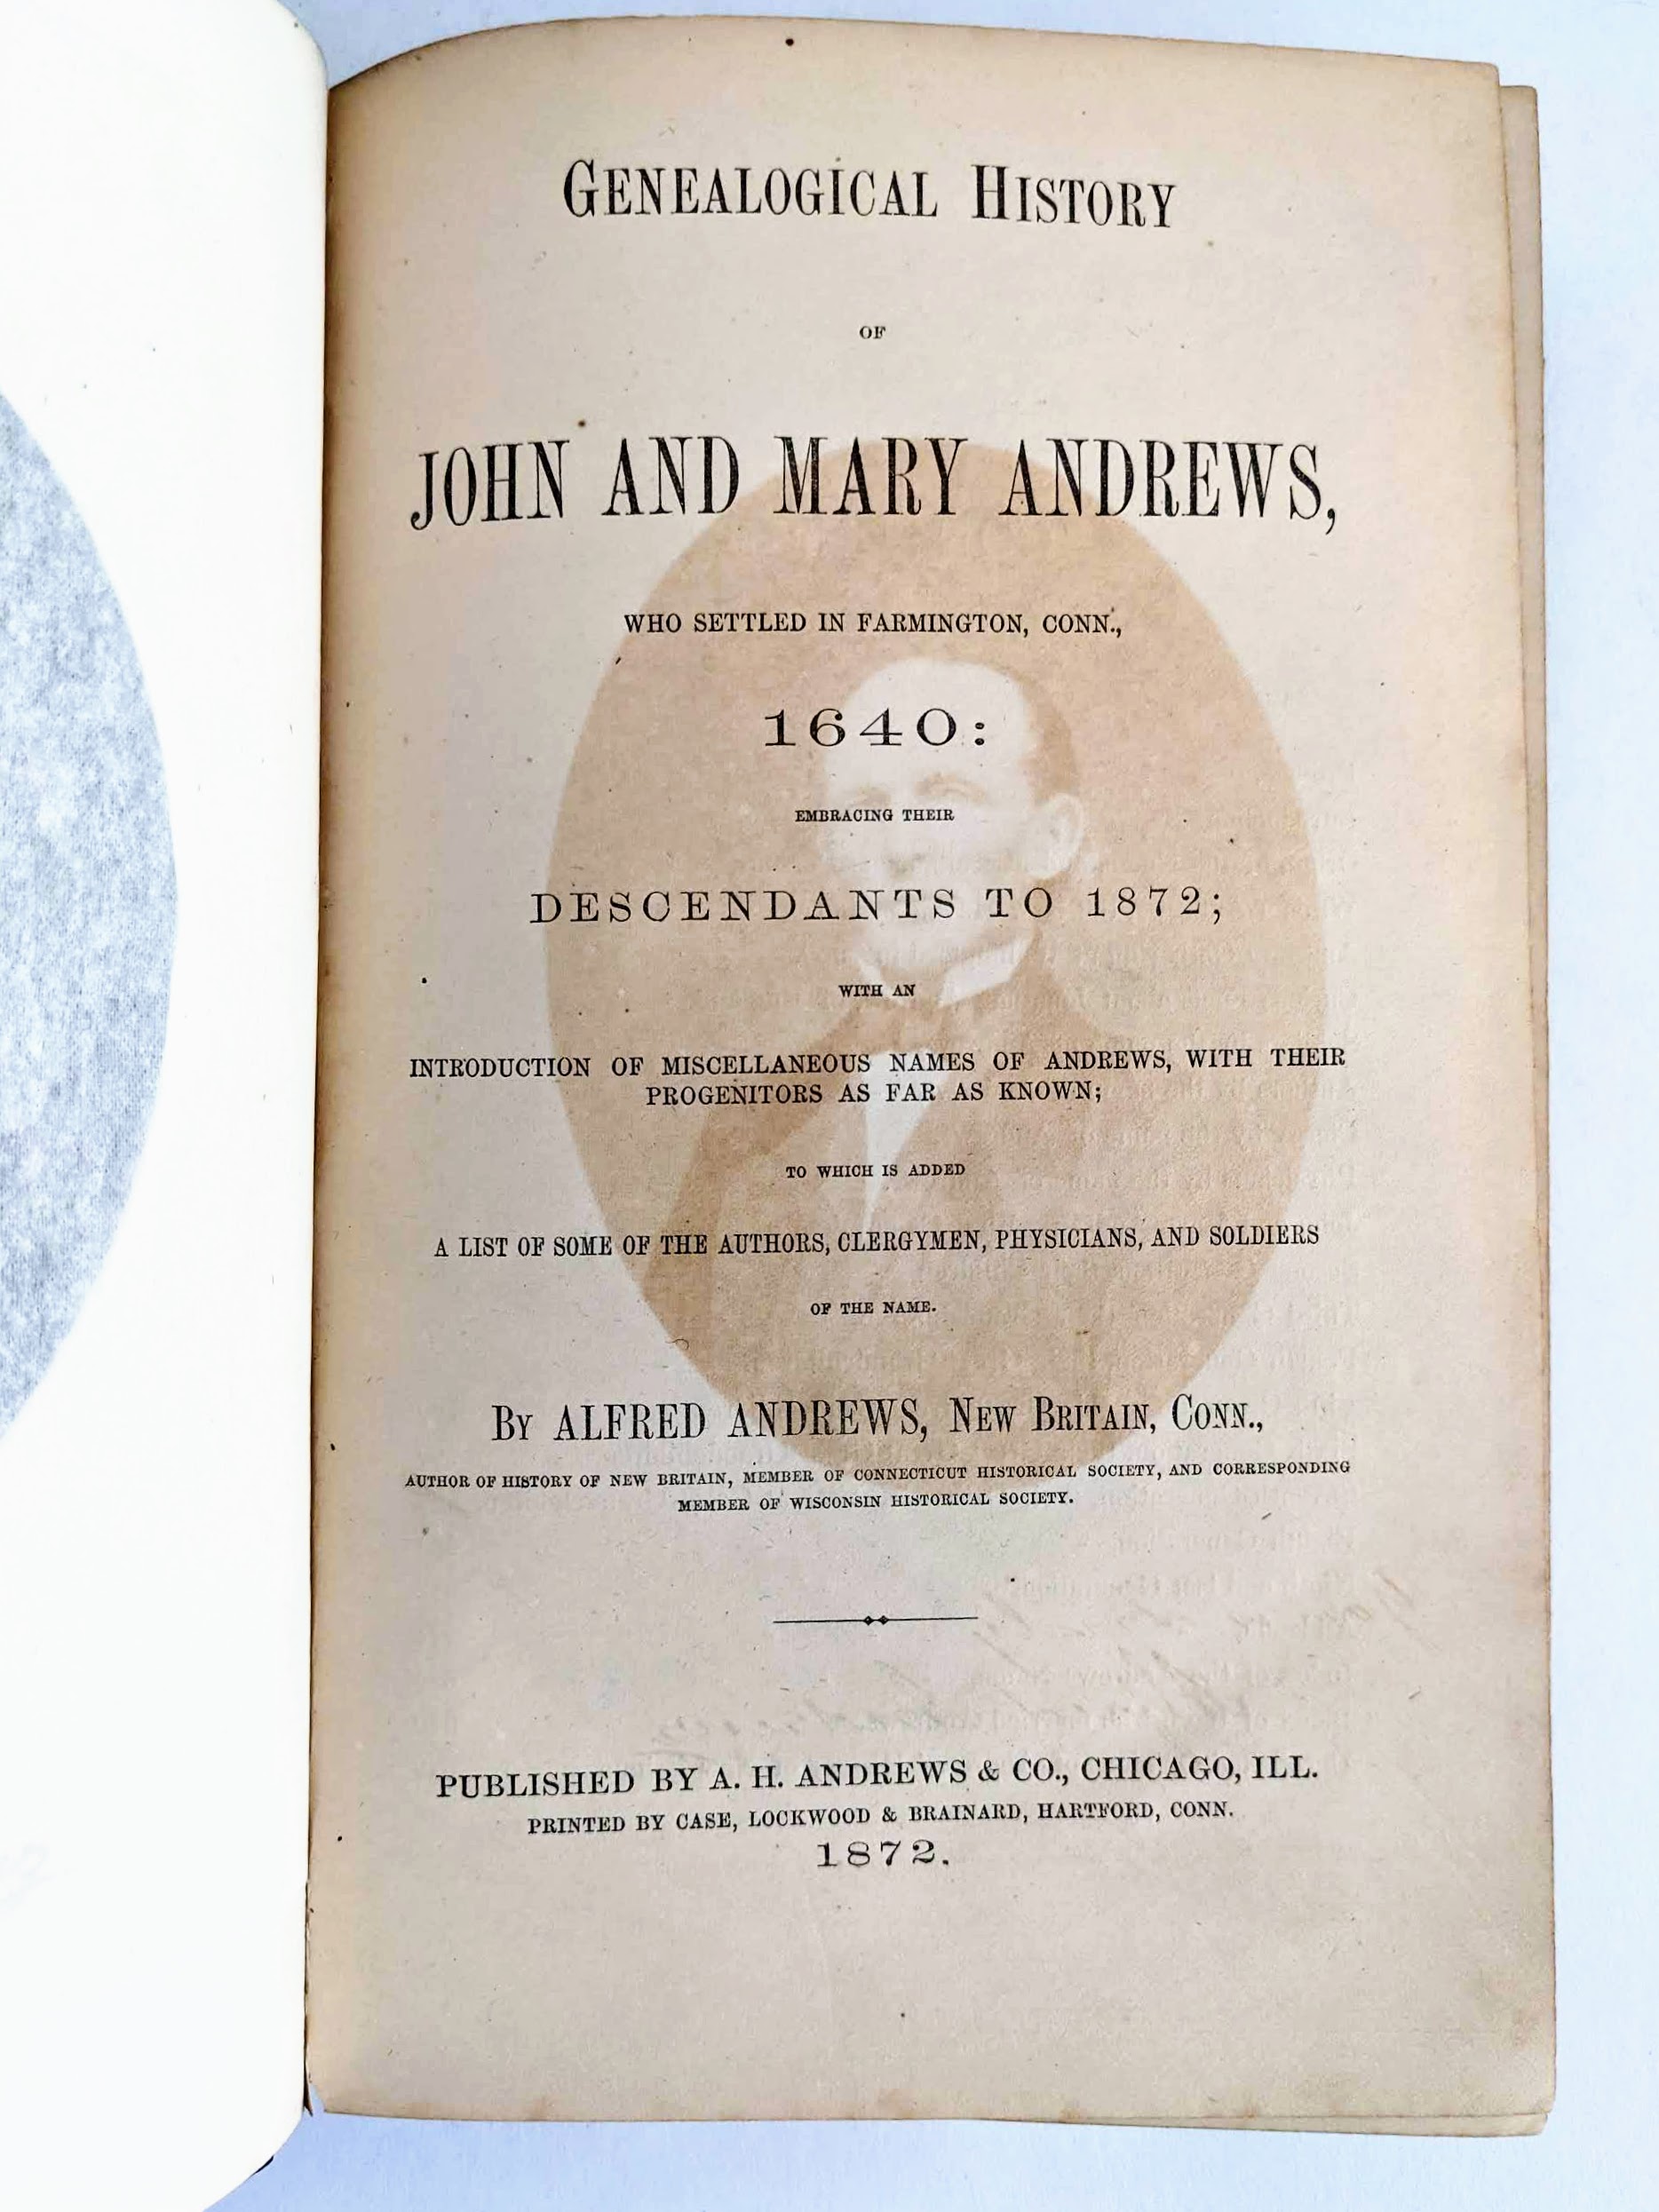 GENEALOGICAL HISTORY
OF
JOHN AND MARY ANDREWS,
WHO SETTLED IN FARMINGTON, CONN.,
1640:
EMBRACING THEIR
DESCENDANTS TO 1872;
WITH AN
INTRODUCTION OF MISCELLANEOUS NAMES OF ANDREWS, WITH THEIR
PROGENITORS AS FAR AS KNOWN;
TO WHICH IS ADDED
A LIST OF SOME OF THE AUTHORS, CLERGYMEN, PHYSICIANS, AND SOLDIERS
OF THE NAME.
BY ALFRED ANDREWS, NEW BRITAIN, CONN.,
AUTHOR OF HISTORY OF NEW BRITAIN, MEMBER OF CONNECTICUT HISTORICAL SOCIETY, AND CORRESPONDING
MEMBER OF WISCONSIN HISTORICAL SOCIETY.
PUBLISHED BY A. H. ANDREWS & CO., CHICAGO, ILL.
PRINTED BY CASE, LOCKWOOD & BRAINARD, HARTFORD, CONN.
1872.